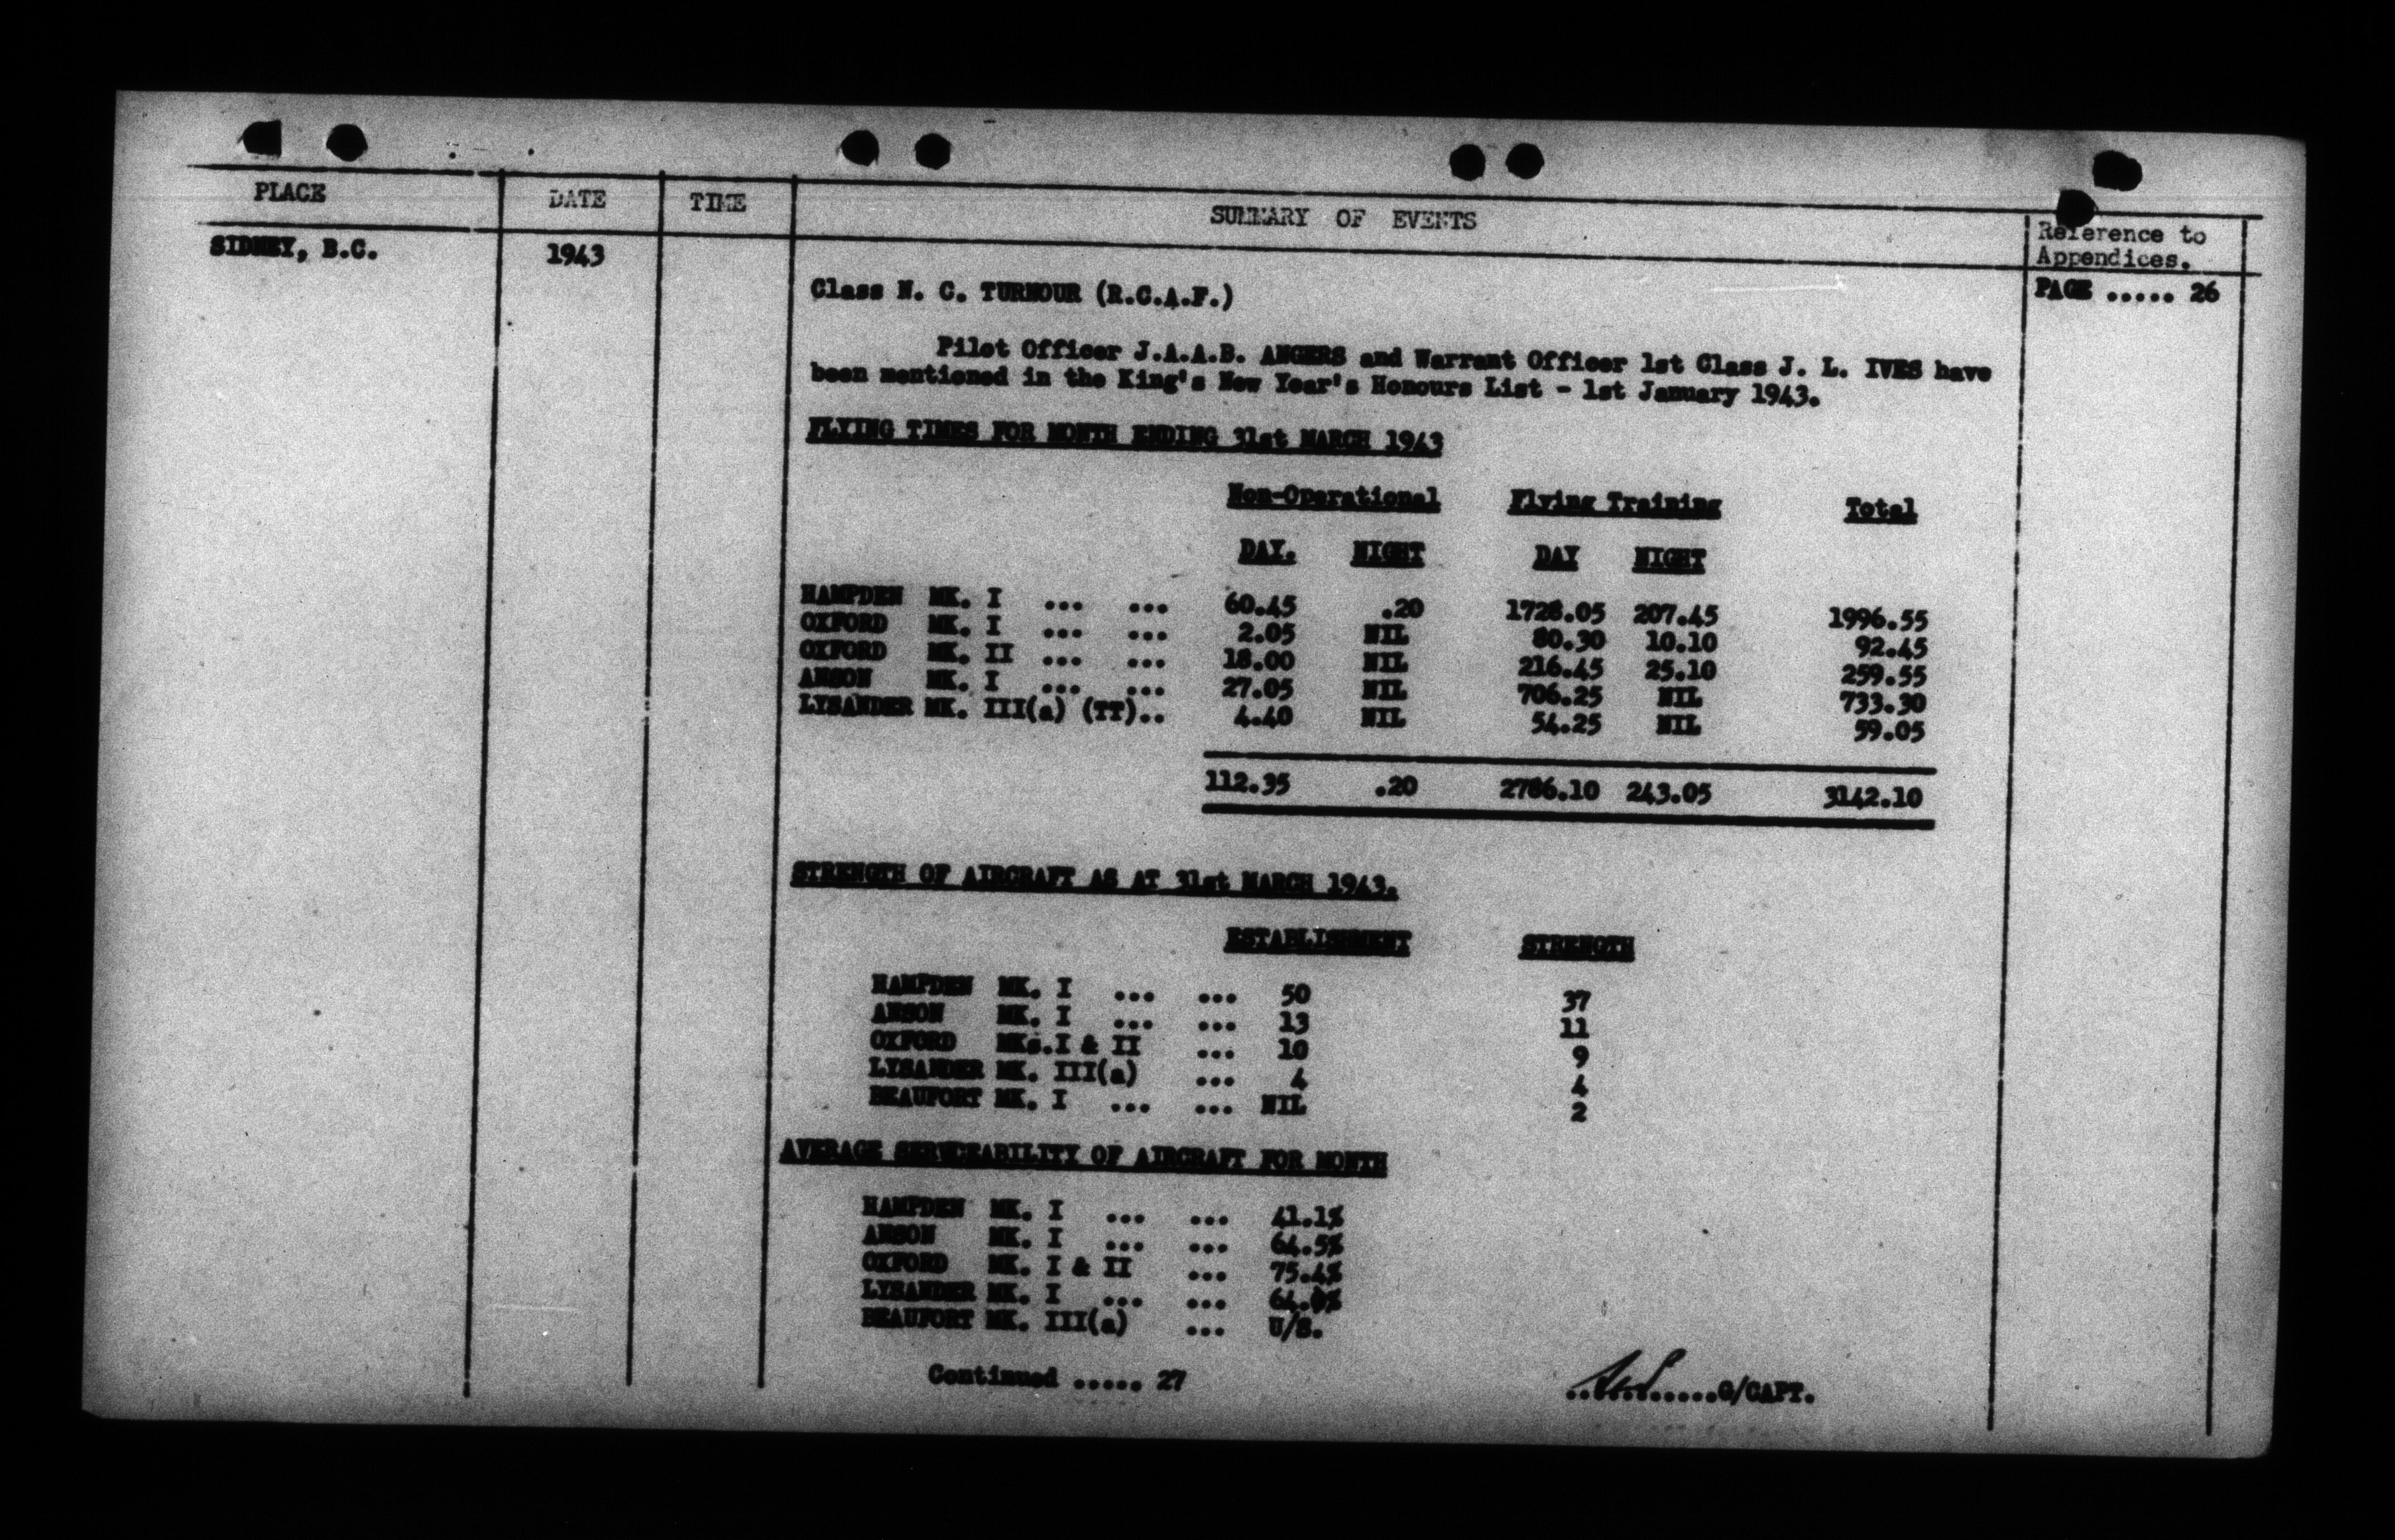 PLACE DATE TIME SUMMARY OF EVENTS Reference to Appendices.
SIDNEY, B.C. 1943 PAGE ..... 26
Class N. C. TURNOUR (R.C.A.F.)
Pilot Officer J.A.A.B. ANGERS and Warrant Officer 1st Class J. L. IVES have
been mentioned in the King's New Year's Honours List - 1st January 1943.
FLYING TIMES FOR MONTH ENDING 31st MARCH 1943
Non-Operational Flying Training Total
DAY. NIGHT DAY NIGHT
HAMPDEN MK. I ... ... 60.45 .20 1728.05 207.45 1996.55
OXFORD MK. I ... ... 2.05 NIL 80.30 10.10 92.45
OXFORD MK. II ... ... 18.00 NIL 216.45 25.10 259.55
ANSON MK. I ... ... 27.05 NIL 706.25 NIL 733.30
LYSANDER MK. III(a) (TT).. 4.40 NIL 54.25 NIL 59.05
112.35 .20 2786.10 243.05 3142.10
STRENGTH OF AIRCRAFT AS AT 31st MARCH 1943.
ESTABLISHMENT STRENGTH
HAMPDEN MK. I ... ... 50 37
ANSON MK. I ... ... 13 11
OXFORD MKs.I & II ... 10 9
LYSANDER MK. III(a) ... 4 4
BEAUFORT MK. I ... ... NIL 2
AVERAGE SERVICEABILITY OF AIRCRAFT FOR MONTH
HAMPDEN MK. I ... ... 41.1%
ANSON MK. I ... ... 64.5%
OXFORD MK. I & II ... 75.4%
LYSANDER MK. I ... ... 64.0%
BEAUFORT MK. III(a) ... U/S.
Continued ..... 27
............G/CAPT.